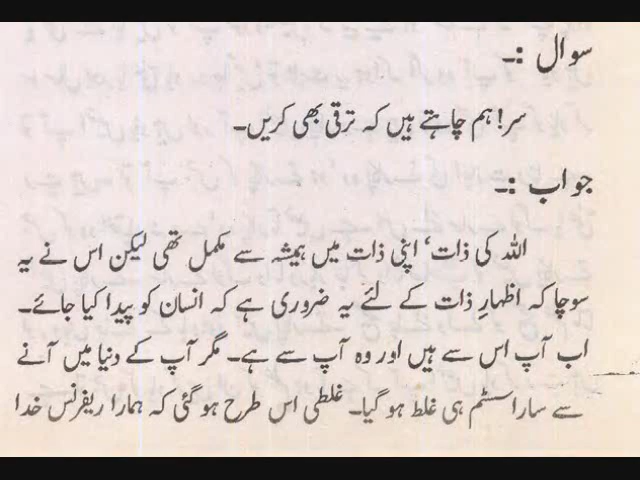 سوال :۔
سر! ہم چاہتے ہیں کہ ترقی بھی کریں۔
جواب :۔
اللہ کی ذات‘ اپنی ذات میں ہمیشہ سے مکمل تھی لیکن اس نے یہ
سوچا کہ اظہارِ ذات کے لئے یہ ضروری ہے کہ انسان کو پیدا کیا جائے۔
اب آپ اس سے ہیں اور وہ آپ سے ہے۔ مگر آپ کے دنیا میں آنے
سے سارا سسٹم ہی غلط ہو گیا۔ غلطی اس طرح ہو گئی کہ ہمارا ریفرنس خدا